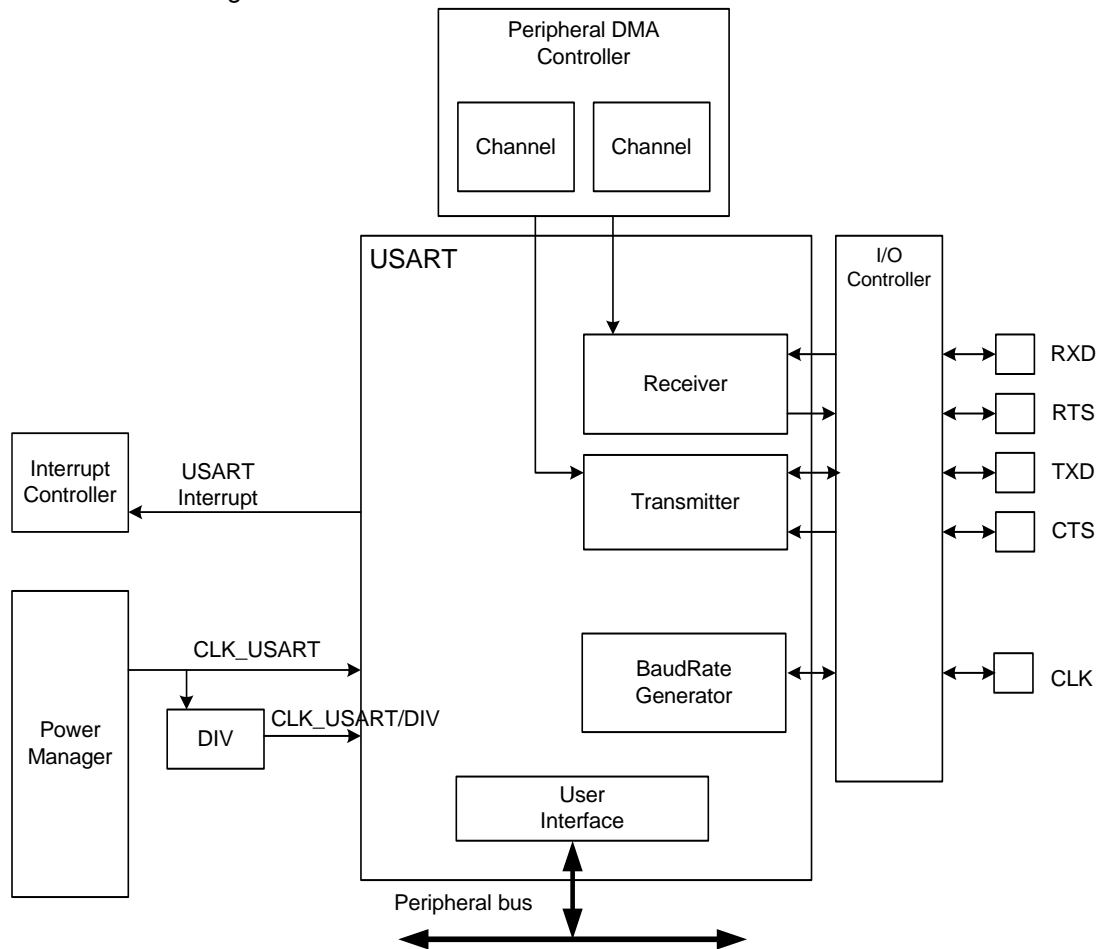 Peripheral DMA
Controller
Channel
Channel
USART
I/O
Controller
Receiver
RXD
RTS
Interrupt
Controller
USART
Interrupt
Transmitter
TXD
CTS
CLK_USART
BaudRate
Generator
CLK
Power
Manager
DIV
CLK_USART/DIV
User
Interface
Peripheral bus